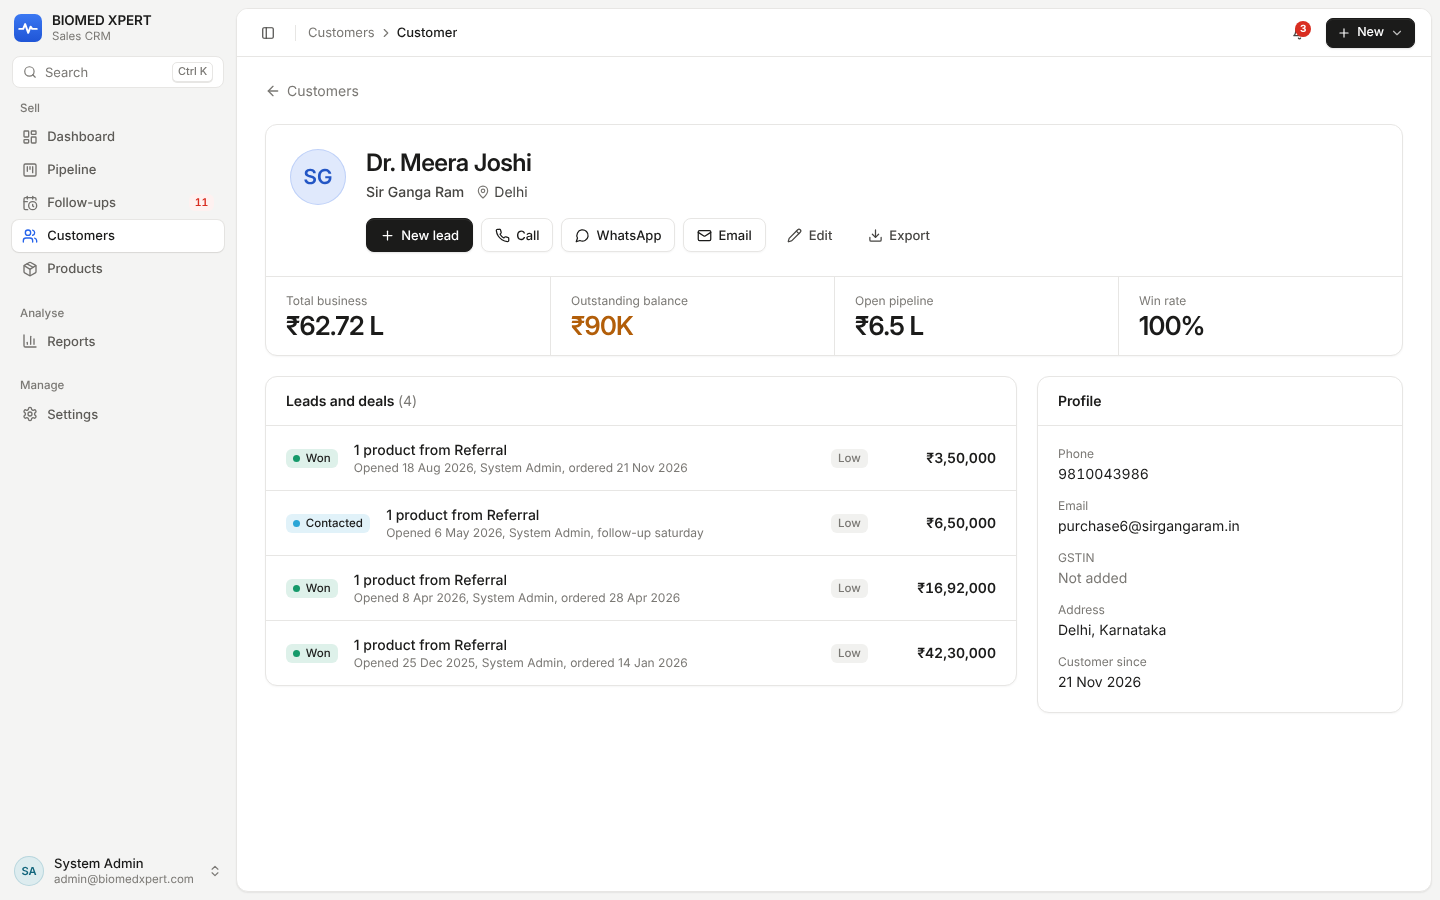 BIOMED XPERT
Sales CRM
Search
Ctrl K
Sell
Dashboard
Pipeline
Follow-ups
11
Customers
Products
Analyse
Reports
Manage
Settings
SA
System Admin
admin@biomedxpert.com
Customers > Customer
3
+ New
← Customers
SG
Dr. Meera Joshi
Sir Ganga Ram
Delhi
+ New lead
Call
WhatsApp
Email
Edit
Export
Total business
₹62.72 L
Outstanding balance
₹90K
Open pipeline
₹6.5 L
Win rate
100%
Leads and deals (4)
Won
1 product from Referral
Opened 18 Aug 2026, System Admin, ordered 21 Nov 2026
Low
₹3,50,000
Contacted
1 product from Referral
Opened 6 May 2026, System Admin, follow-up saturday
Low
₹6,50,000
Won
1 product from Referral
Opened 8 Apr 2026, System Admin, ordered 28 Apr 2026
Low
₹16,92,000
Won
1 product from Referral
Opened 25 Dec 2025, System Admin, ordered 14 Jan 2026
Low
₹42,30,000
Profile
Phone
9810043986
Email
purchase6@sirgangaram.in
GSTIN
Not added
Address
Delhi, Karnataka
Customer since
21 Nov 2026